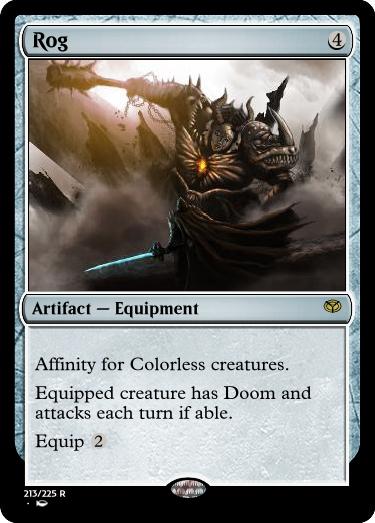 Rog 4
Artifact — Equipment
Affinity for Colorless creatures.
Equipped creature has Doom and
attacks each turn if able.
Equip 2
213/225 R